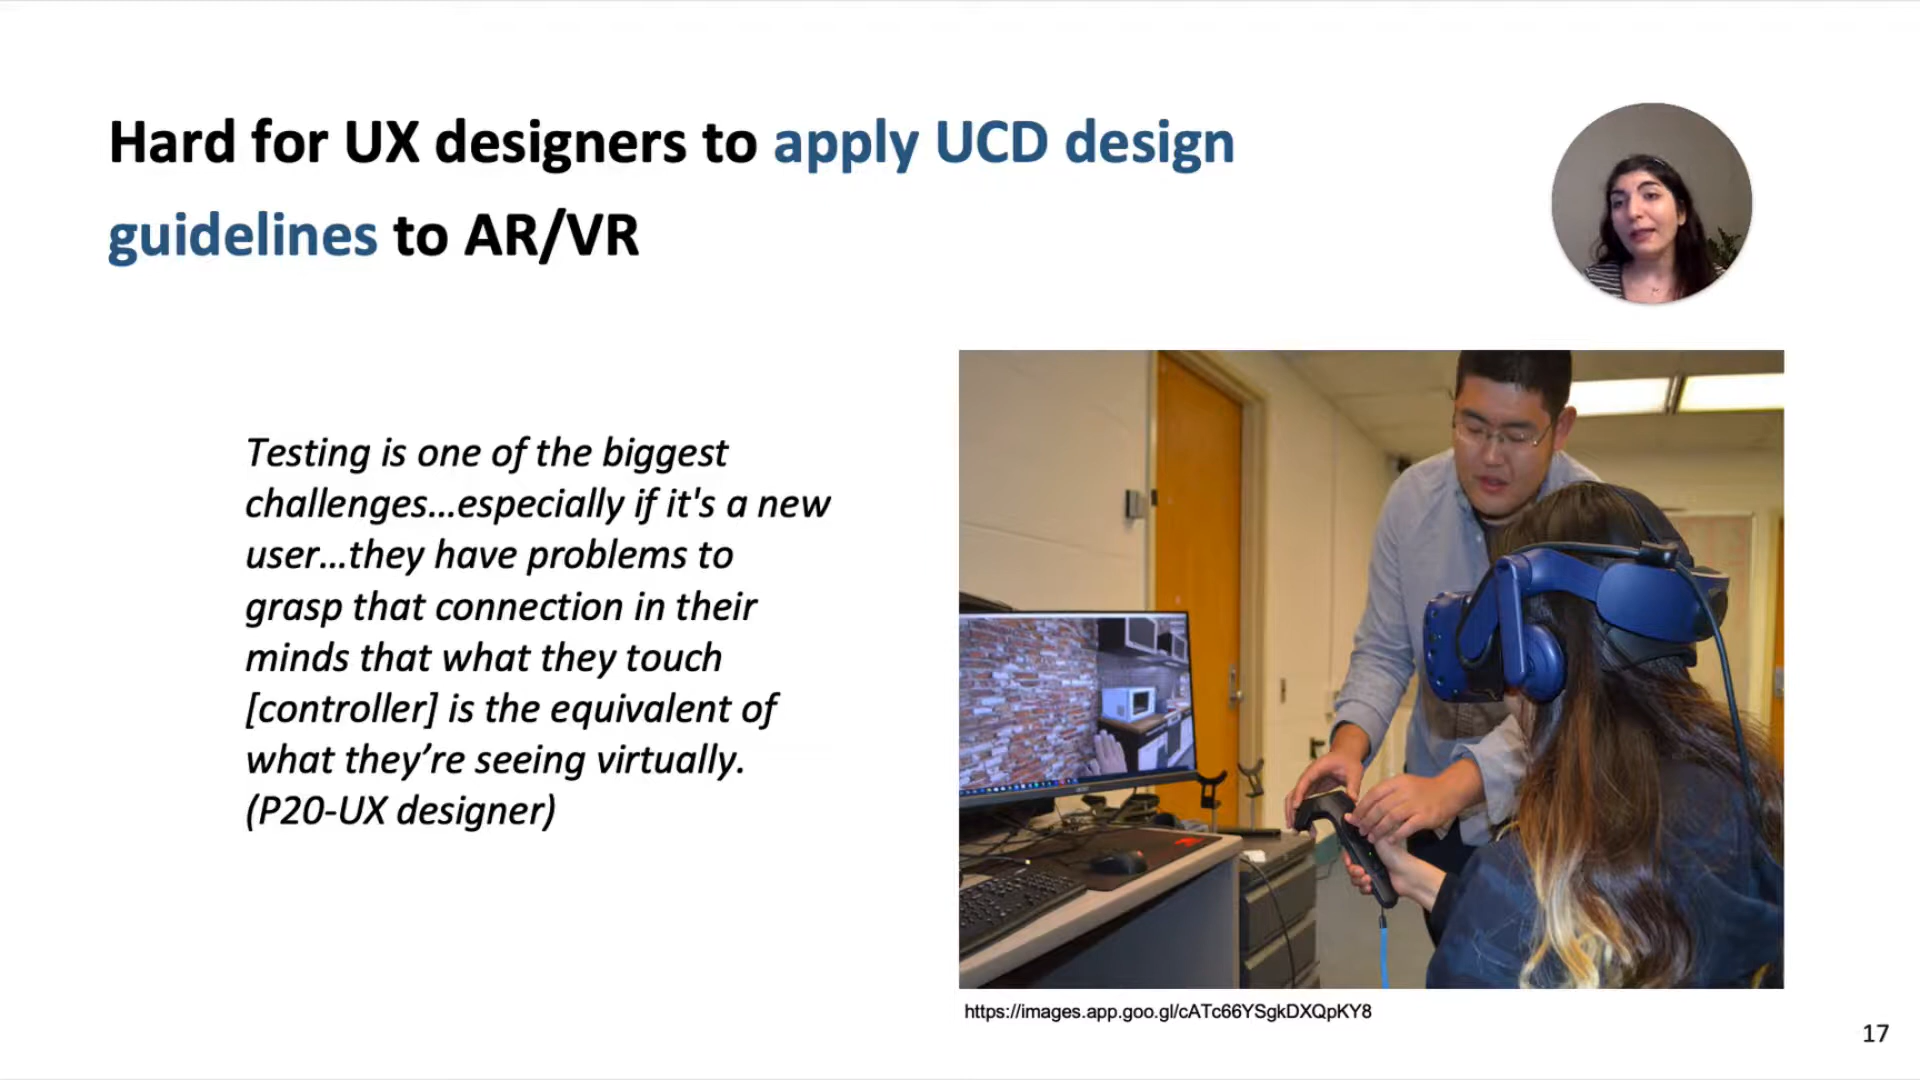 Hard for UX designers to apply UCD design
guidelines to AR/VR
Testing is one of the biggest
challenges...especially if it's a new
user...they have problems to
grasp that connection in their
minds that what they touch
[controller] is the equivalent of
what they’re seeing virtually.
(P20-UX designer)
https://images.app.goo.gl/cATc66YSgkDXQpKY8
17